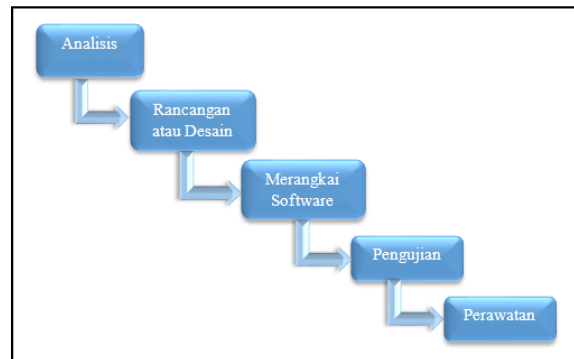 Analisis
Rancangan
atau Desain
Merangkai
Software
Pengujian
Perawatan